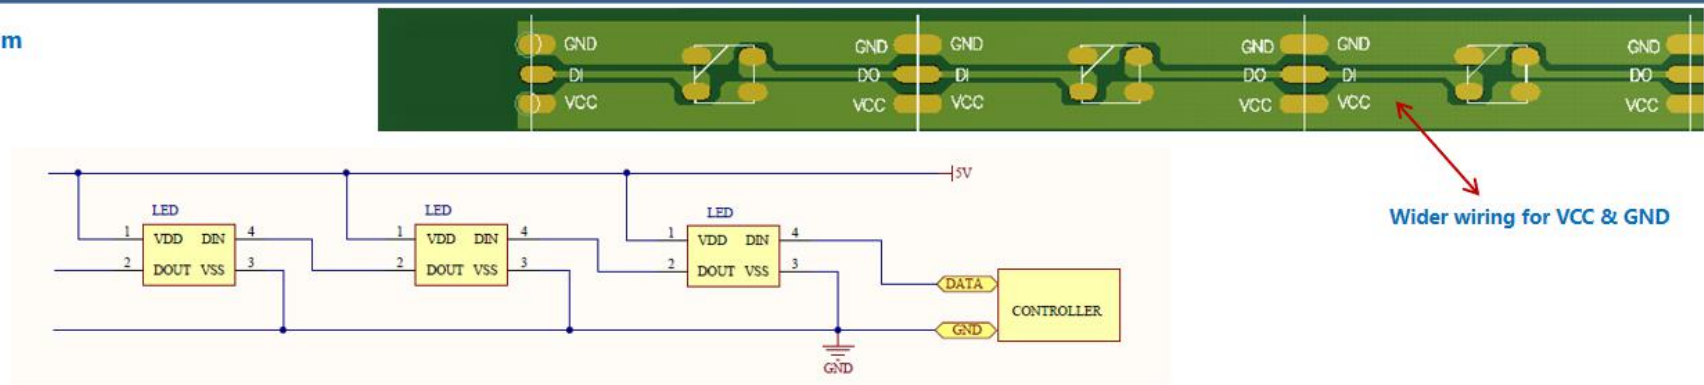 m
GND GND GND GND GND GND
DI DO DI DO DI DO
VCC VCC VCC VCC VCC VCC
Wider wiring for VCC & GND
5V
LED LED LED
1 VDD DIN 4 1 VDD DIN 4 1 VDD DIN 4
2 DOUT VSS 3 2 DOUT VSS 3 2 DOUT VSS 3
DATA
CONTROLLER
GND
GND